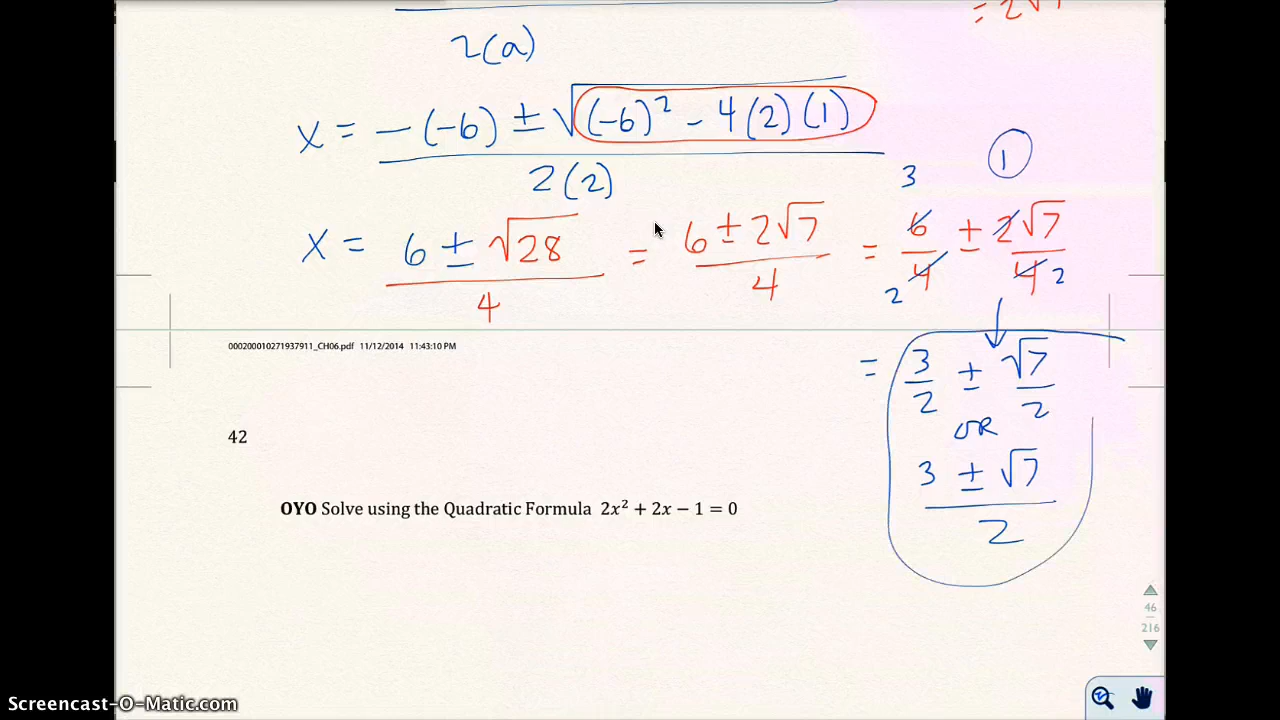 = 2√7
2(a)
x = −(−6) ± √(−6)² − 4(2)(1)
2(2)
3 1
x = 6 ± √28 = 6 ± 2√7 = 6 ± 2√7
4 4 2 4 4 2
000200010271937911_CH06.pdf 11/12/2014 11:43:10 PM
= 3/2 ± √7/2
OR
42
3 ± √7
2
OYO Solve using the Quadratic Formula 2x² + 2x − 1 = 0
46
216
Screencast-O-Matic.com